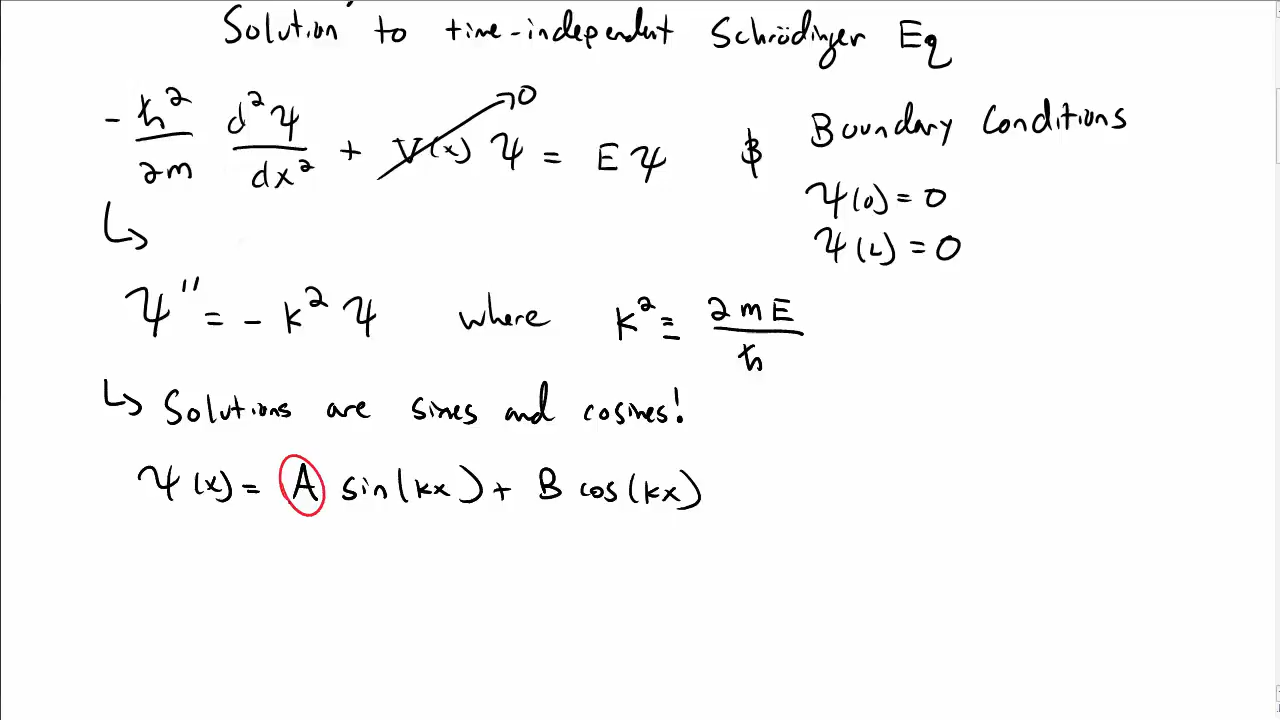 Solution to time-independent Schrödinger Eq
-ħ²/2m d²Ψ/dx² + V(x)→0 Ψ = EΨ & Boundary Conditions
Ψ(0) = 0
Ψ(L) = 0
↳
Ψ'' = -k²Ψ where k² ≡ 2mE/ħ
↳ Solutions are sines and cosines!
Ψ(x) = A sin(kx) + B cos(kx)